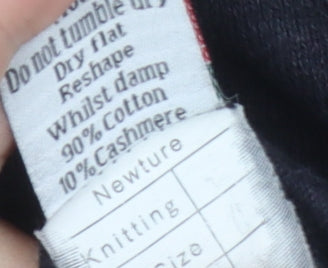 Do not tumble dry
Dry flat
Reshape
Whilst damp
90% Cotton
10% Cashmere
Newture
Knitting
Size